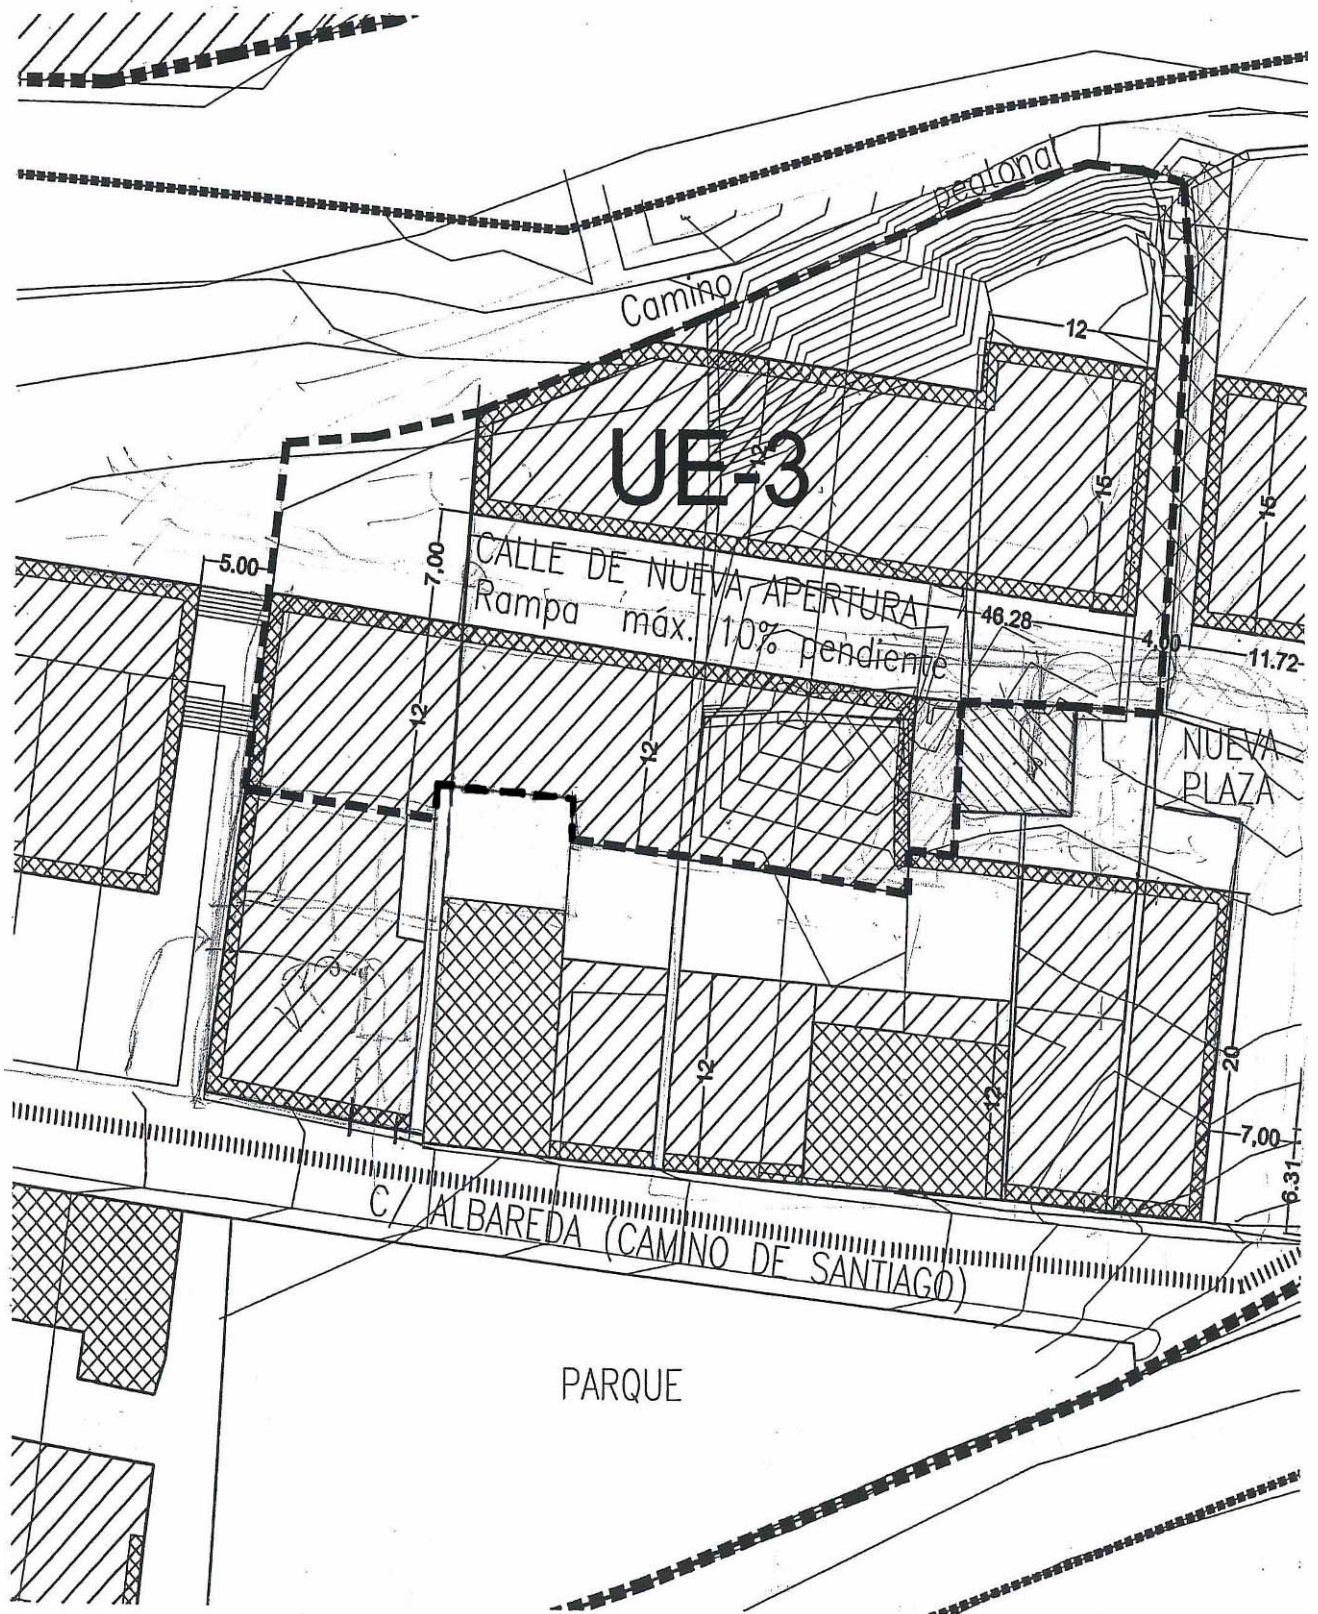 Camino peatonal
12
UE-3
12
15
15
5.00
7,00
CALLE DE NUEVA APERTURA
Rampa máx. 10% pendiente
46.28
4,00
11.72
12
12
NUEVA
PLAZA
12
12
20
7,00
6.31
C/ ALBAREDA (CAMINO DE SANTIAGO)
PARQUE